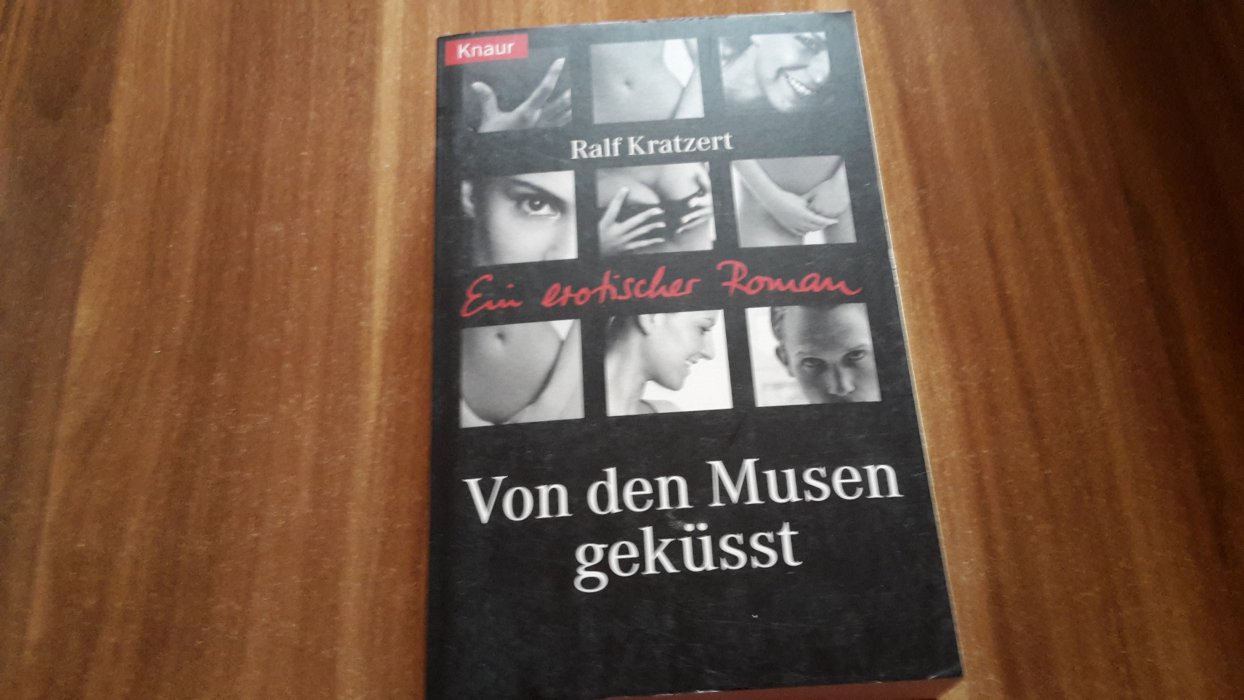 Knaur
Ralf Kratzert
Ein erotischer Roman
Von den Musen
geküsst